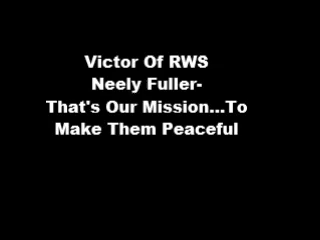 Victor Of RWS
Neely Fuller-
That's Our Mission...To
Make Them Peaceful